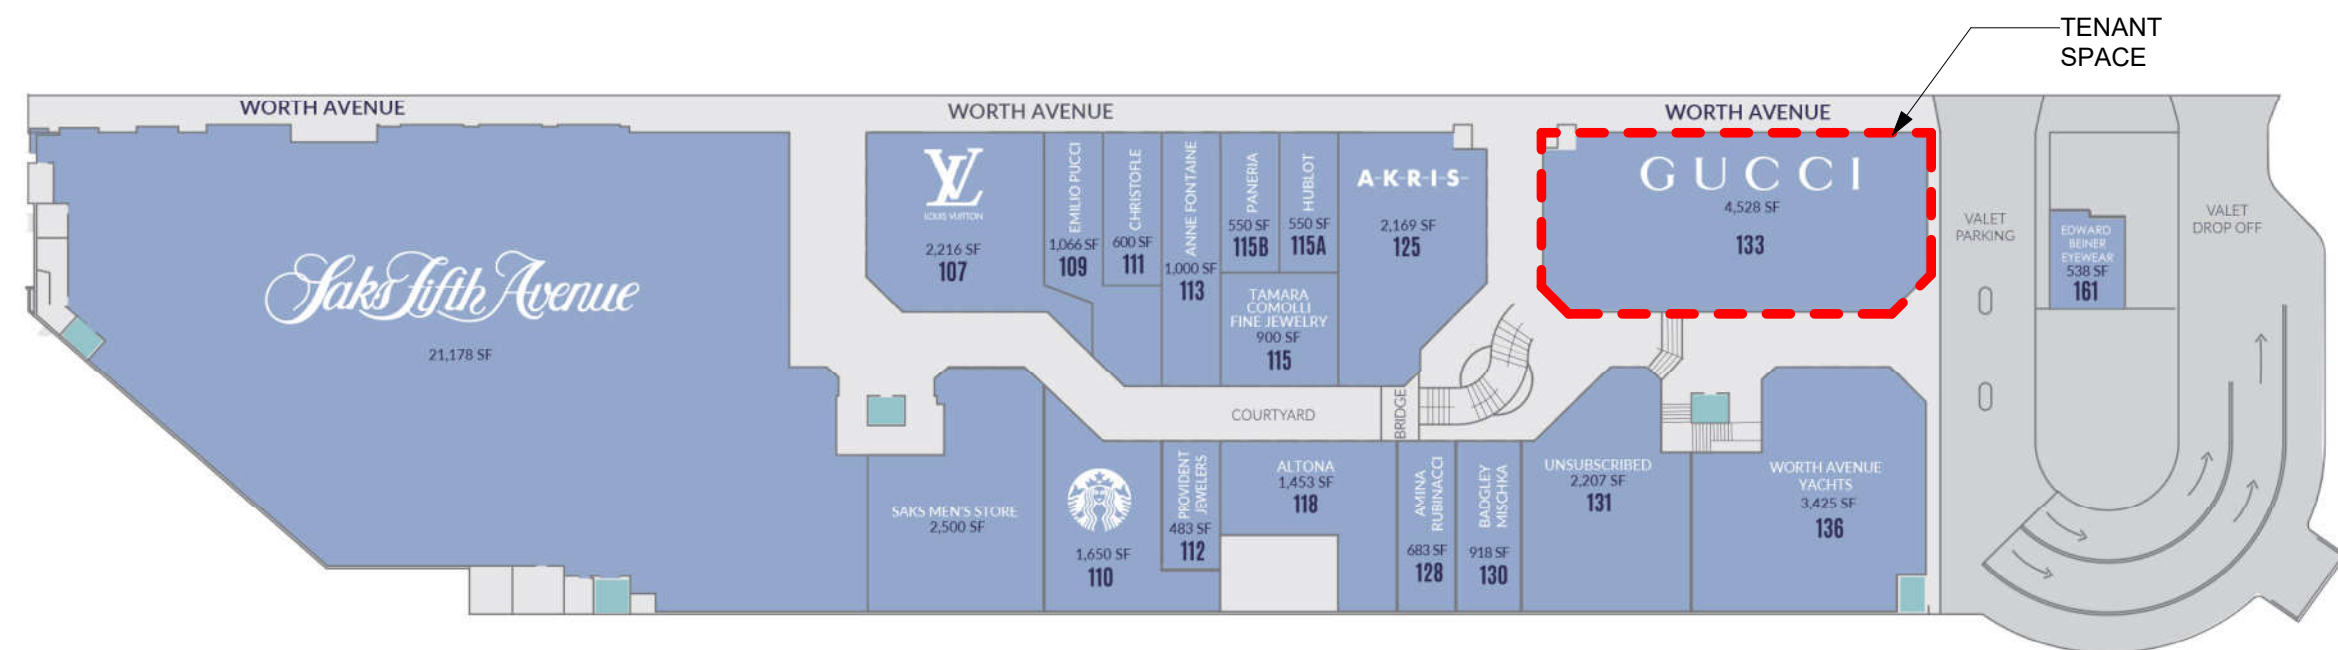 TENANT
SPACE
WORTH AVENUE
WORTH AVENUE
WORTH AVENUE
Saks Fifth Avenue
21,178 SF
LV
LOUIS VUITTON
2,216 SF
107
EMILIO PUCCI
1,066 SF
109
CHRISTOFLE
600 SF
111
ANNE FONTAINE
1,000 SF
113
PANERIA
550 SF
115B
HUBLOT
550 SF
115A
TAMARA
COMOLLI
FINE JEWELRY
900 SF
115
A-K-R-I-S-
2,169 SF
125
GUCCI
4,528 SF
133
VALET
PARKING
EDWARD
BEINER
EYEWEAR
538 SF
161
VALET
DROP OFF
COURTYARD
BRIDGE
SAKS MEN'S STORE
2,500 SF
1,650 SF
110
PROVIDENT
JEWELERS
483 SF
112
ALTONA
1,453 SF
118
AMINA
RUBINACCI
683 SF
128
BADGLEY
MISCHKA
918 SF
130
UNSUBSCRIBED
2,207 SF
131
WORTH AVENUE
YACHTS
3,425 SF
136